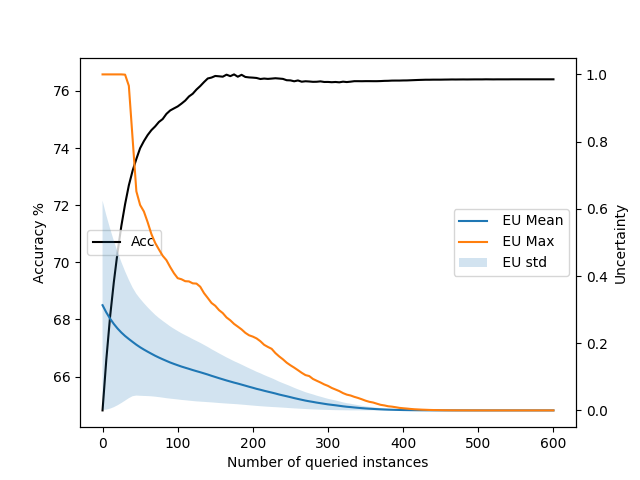 76
74
72
70
68
66
Accuracy %
1.0
0.8
0.6
0.4
0.2
0.0
Uncertainty
Acc
EU Mean
EU Max
EU std
0 100 200 300 400 500 600
Number of queried instances